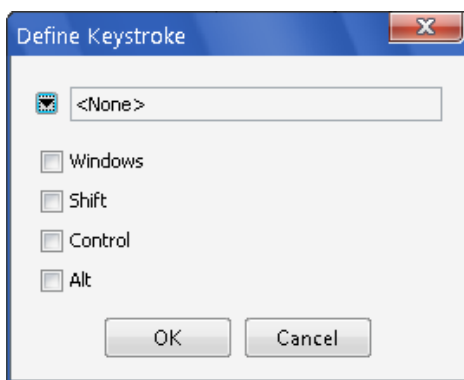 Define Keystroke
<None>
Windows
Shift
Control
Alt
OK Cancel